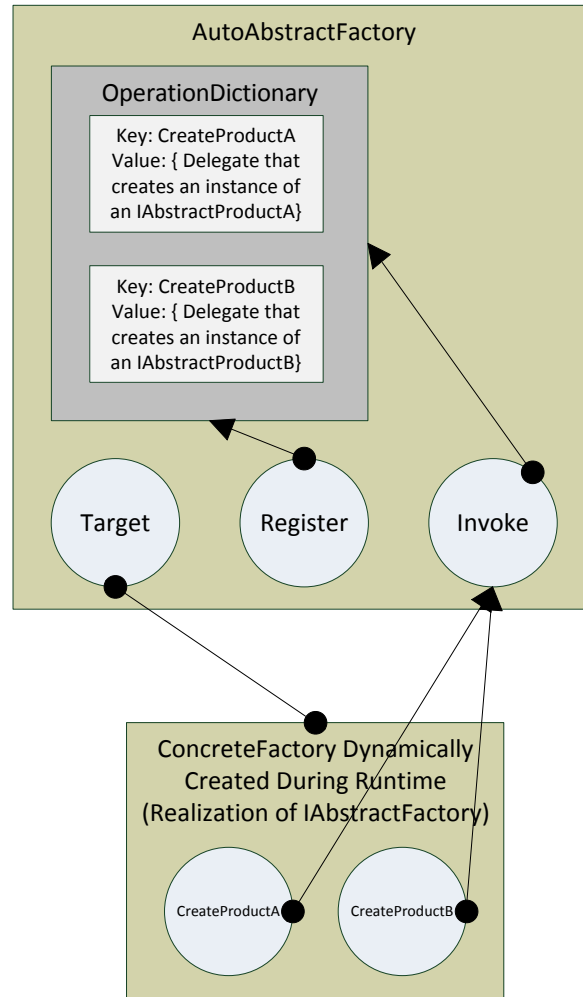 AutoAbstractFactory
OperationDictionary
Key: CreateProductA
Value: { Delegate that
creates an instance of
an IAbstractProductA}
Key: CreateProductB
Value: { Delegate that
creates an instance of
an IAbstractProductB}
Target
Register
Invoke
ConcreteFactory Dynamically
Created During Runtime
(Realization of IAbstractFactory)
CreateProductA
CreateProductB